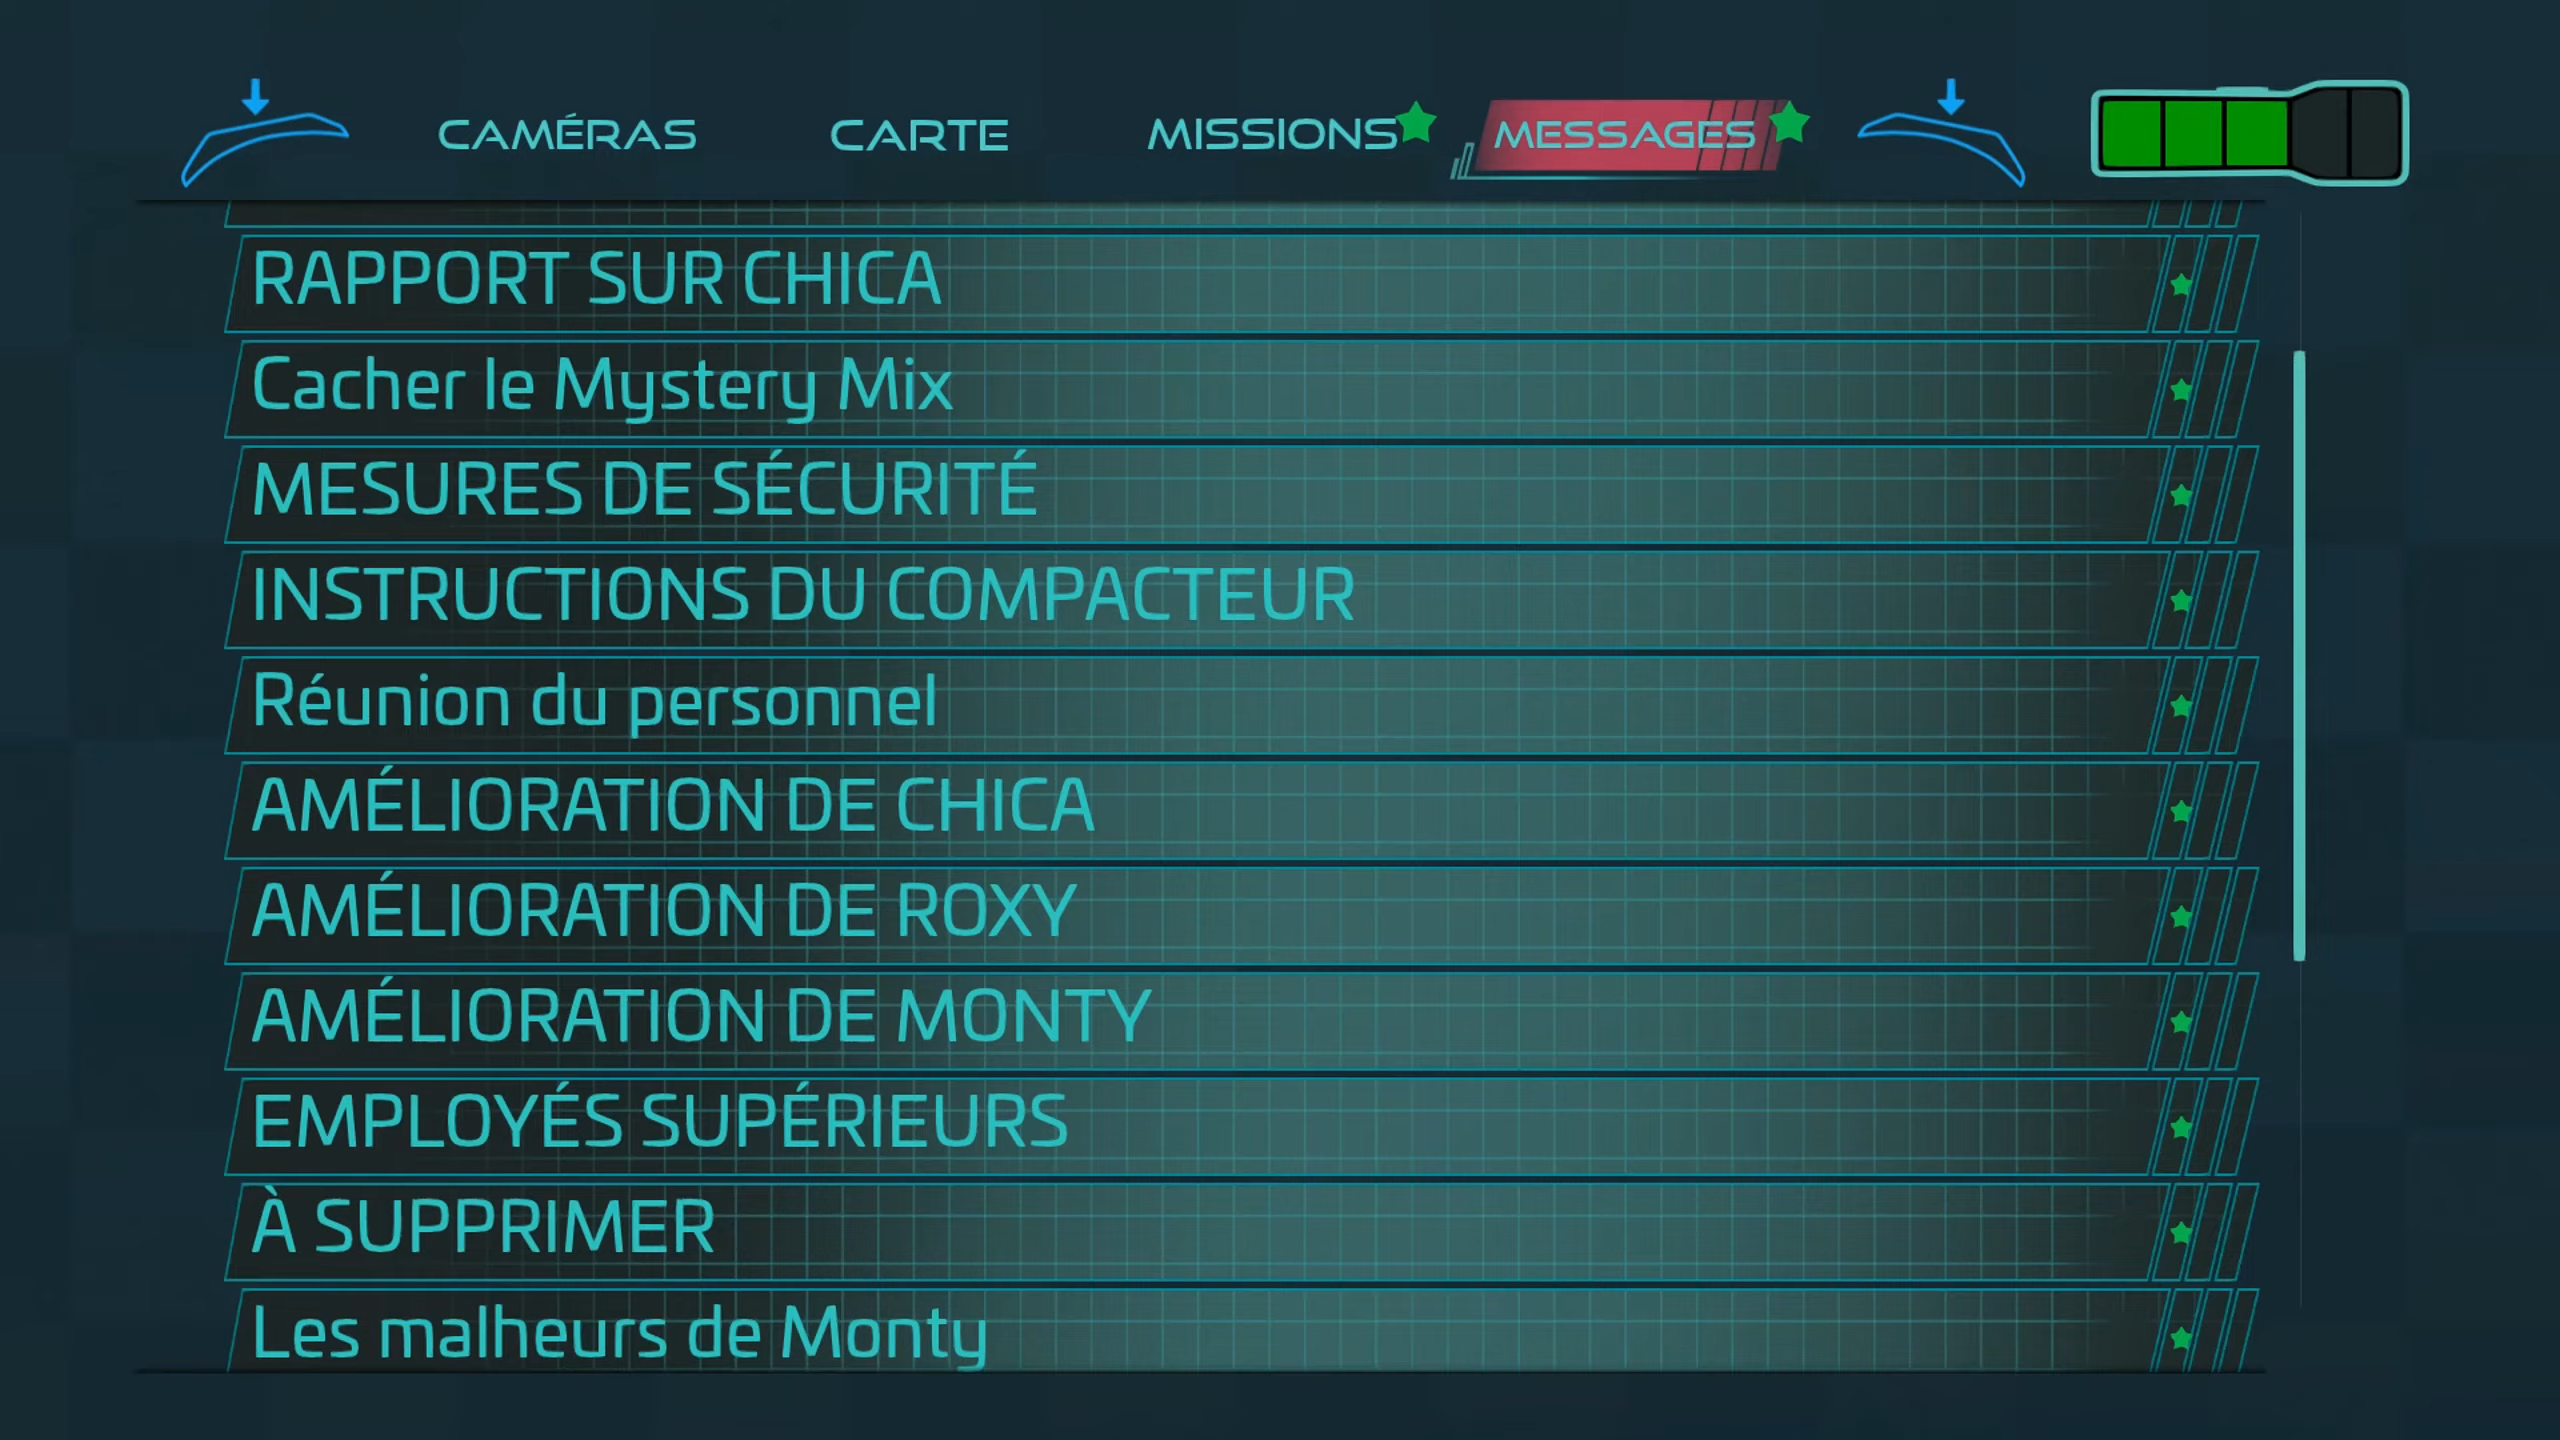 CAMÉRAS
CARTE
MISSIONS
MESSAGES
RAPPORT SUR CHICA
Cacher le Mystery Mix
MESURES DE SÉCURITÉ
INSTRUCTIONS DU COMPACTEUR
Réunion du personnel
AMÉLIORATION DE CHICA
AMÉLIORATION DE ROXY
AMÉLIORATION DE MONTY
EMPLOYÉS SUPÉRIEURS
À SUPPRIMER
Les malheurs de Monty